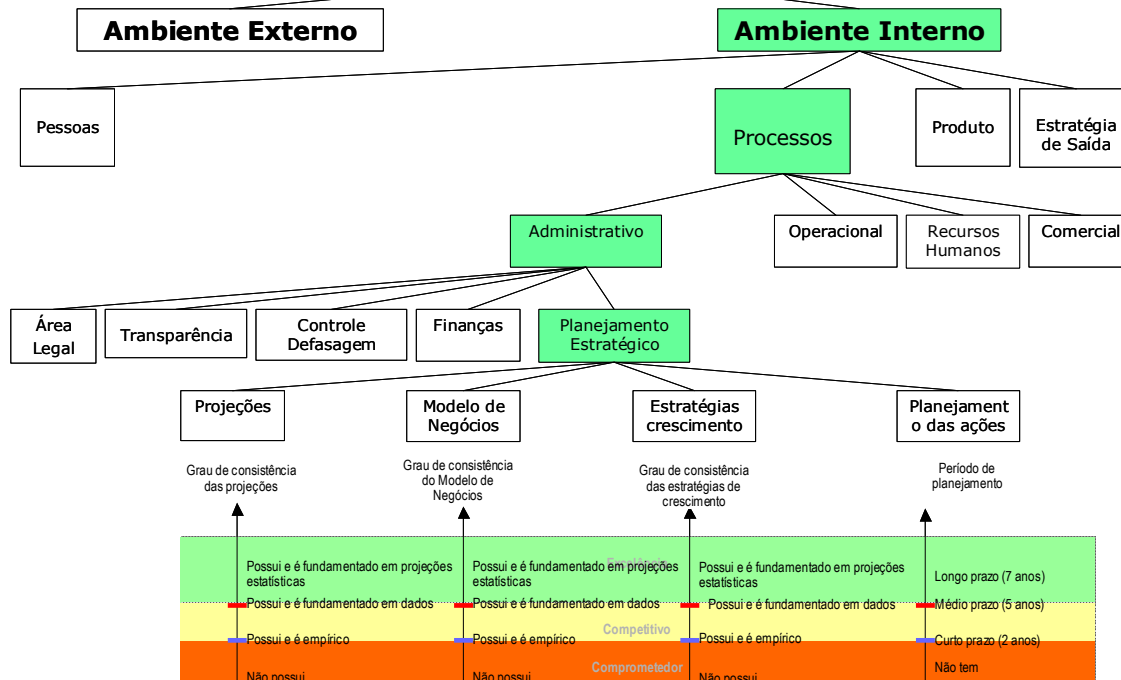 Ambiente Externo
Ambiente Interno
Pessoas
Processos
Produto
Estratégia
de Saída
Administrativo
Operacional
Recursos
Humanos
Comercial
Área
Legal
Transparência
Controle
Defasagem
Finanças
Planejamento
Estratégico
Projeções
Modelo de
Negócios
Estratégias
crescimento
Planejament
o das ações
Grau de consistência
das projeções
Grau de consistência
do Modelo de
Negócios
Grau de consistência
das estratégias de
crescimento
Período de
planejamento
Possui e é fundamentado em projeções
estatísticas
Possui e é fundamentado em projeções
estatísticas
Possui e é fundamentado em projeções
estatísticas
Longo prazo (7 anos)
Possui e é fundamentado em dados
Possui e é fundamentado em dados
Possui e é fundamentado em dados
Médio prazo (5 anos)
Competitivo
Possui e é empírico
Possui e é empírico
Possui e é empírico
Curto prazo (2 anos)
Comprometedor
Não possui
Não possui
Não possui
Não tem